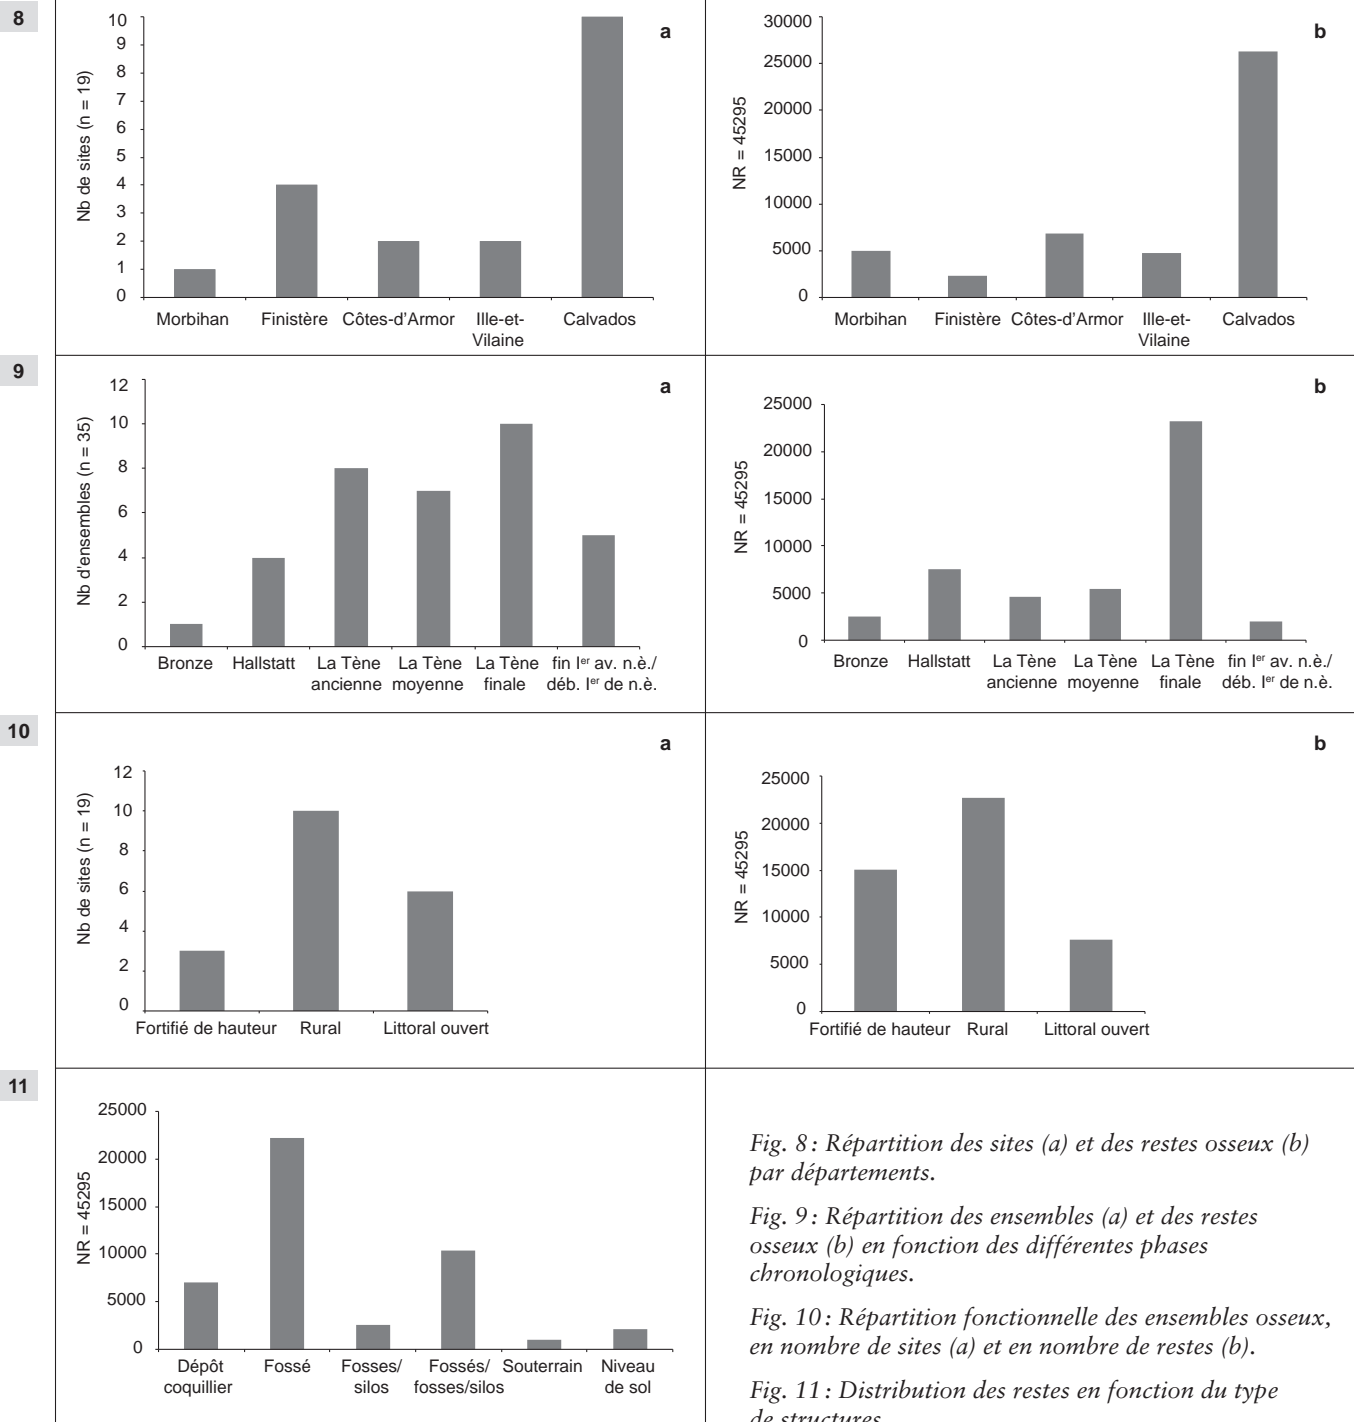 8
a
Nb de sites (n = 19)
10
9
8
7
6
5
4
3
2
1
0
Morbihan Finistère Côtes-d'Armor Ille-et-Vilaine Calvados
b
NR = 45295
30000
25000
20000
15000
10000
5000
0
Morbihan Finistère Côtes-d'Armor Ille-et-Vilaine Calvados
9
a
Nb d'ensembles (n = 35)
12
10
8
6
4
2
0
Bronze Hallstatt La Tène ancienne La Tène moyenne La Tène finale fin Ier av. n.è./ déb. Ier de n.è.
b
NR = 45295
25000
20000
15000
10000
5000
0
Bronze Hallstatt La Tène ancienne La Tène moyenne La Tène finale fin Ier av. n.è./ déb. Ier de n.è.
10
a
Nb de sites (n = 19)
12
10
8
6
4
2
0
Fortifié de hauteur Rural Littoral ouvert
b
NR = 45295
25000
20000
15000
10000
5000
0
Fortifié de hauteur Rural Littoral ouvert
11
NR = 45295
25000
20000
15000
10000
5000
0
Dépôt coquillier Fossé Fosses/ silos Fossés/ fosses/silos Souterrain Niveau de sol
Fig. 8 : Répartition des sites (a) et des restes osseux (b)
par départements.
Fig. 9 : Répartition des ensembles (a) et des restes
osseux (b) en fonction des différentes phases
chronologiques.
Fig. 10 : Répartition fonctionnelle des ensembles osseux,
en nombre de sites (a) et en nombre de restes (b).
Fig. 11 : Distribution des restes en fonction du type
de structures